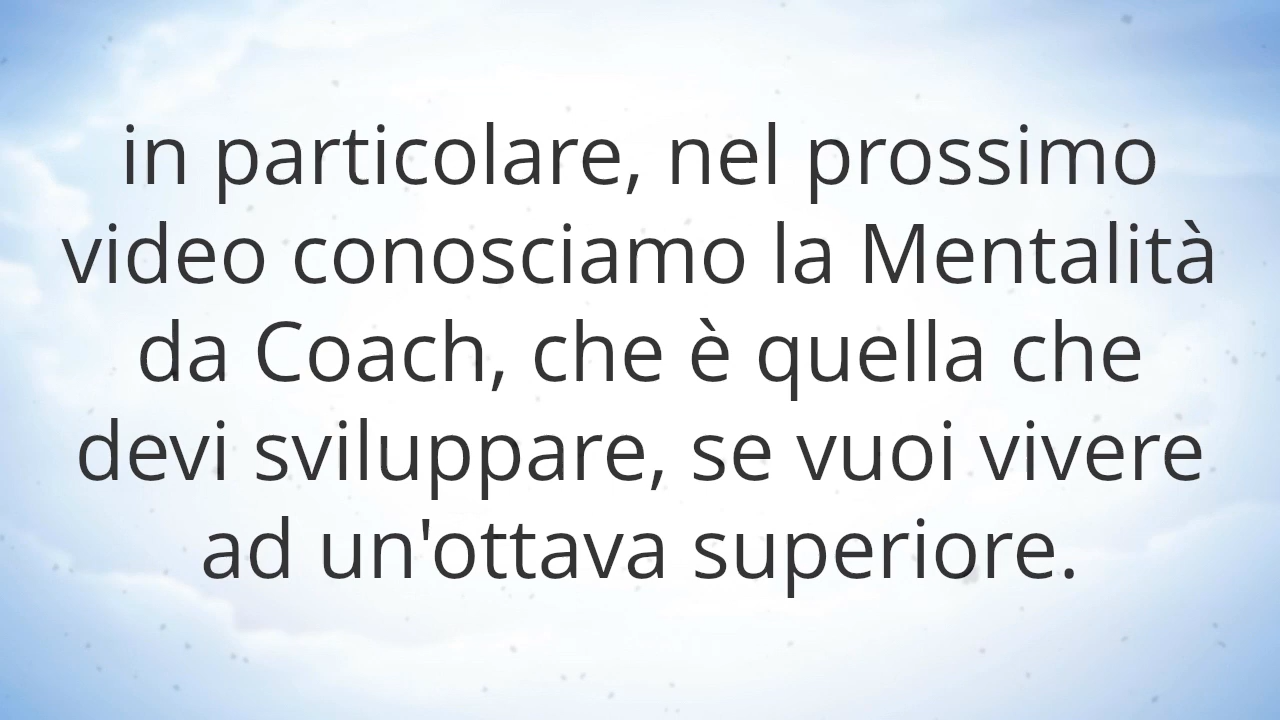 in particolare, nel prossimo
video conosciamo la Mentalità
da Coach, che è quella che
devi sviluppare, se vuoi vivere
ad un'ottava superiore.